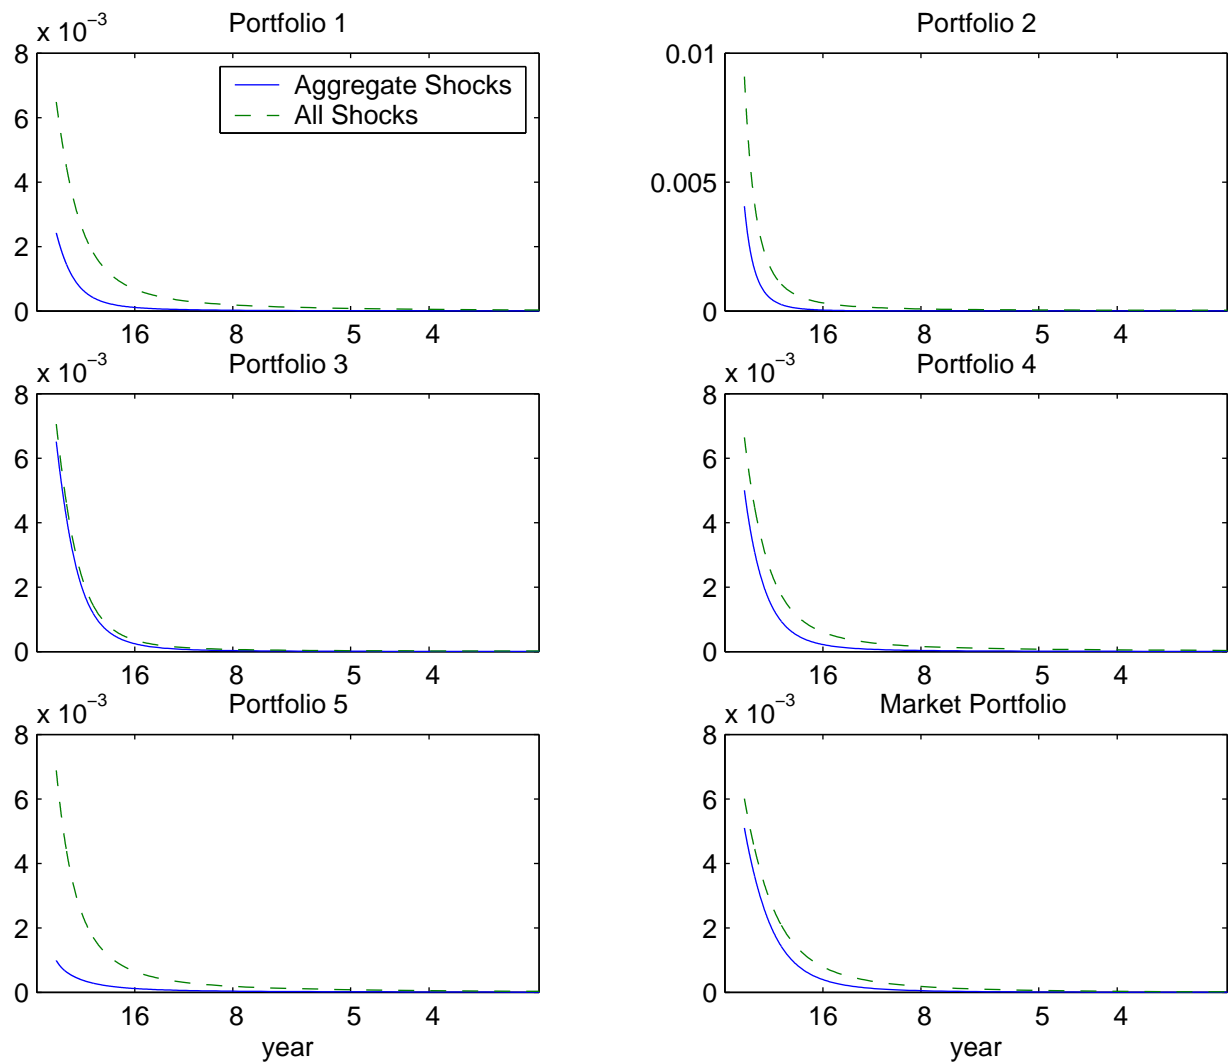 x 10⁻³
Portfolio 1
8
6
4
2
0
Aggregate Shocks
All Shocks
16 8 5 4
Portfolio 2
0.01
0.005
0
16 8 5 4
x 10⁻³
Portfolio 3
8
6
4
2
0
16 8 5 4
x 10⁻³
Portfolio 4
8
6
4
2
0
16 8 5 4
x 10⁻³
Portfolio 5
8
6
4
2
0
16 8 5 4
year
x 10⁻³
Market Portfolio
8
6
4
2
0
16 8 5 4
year